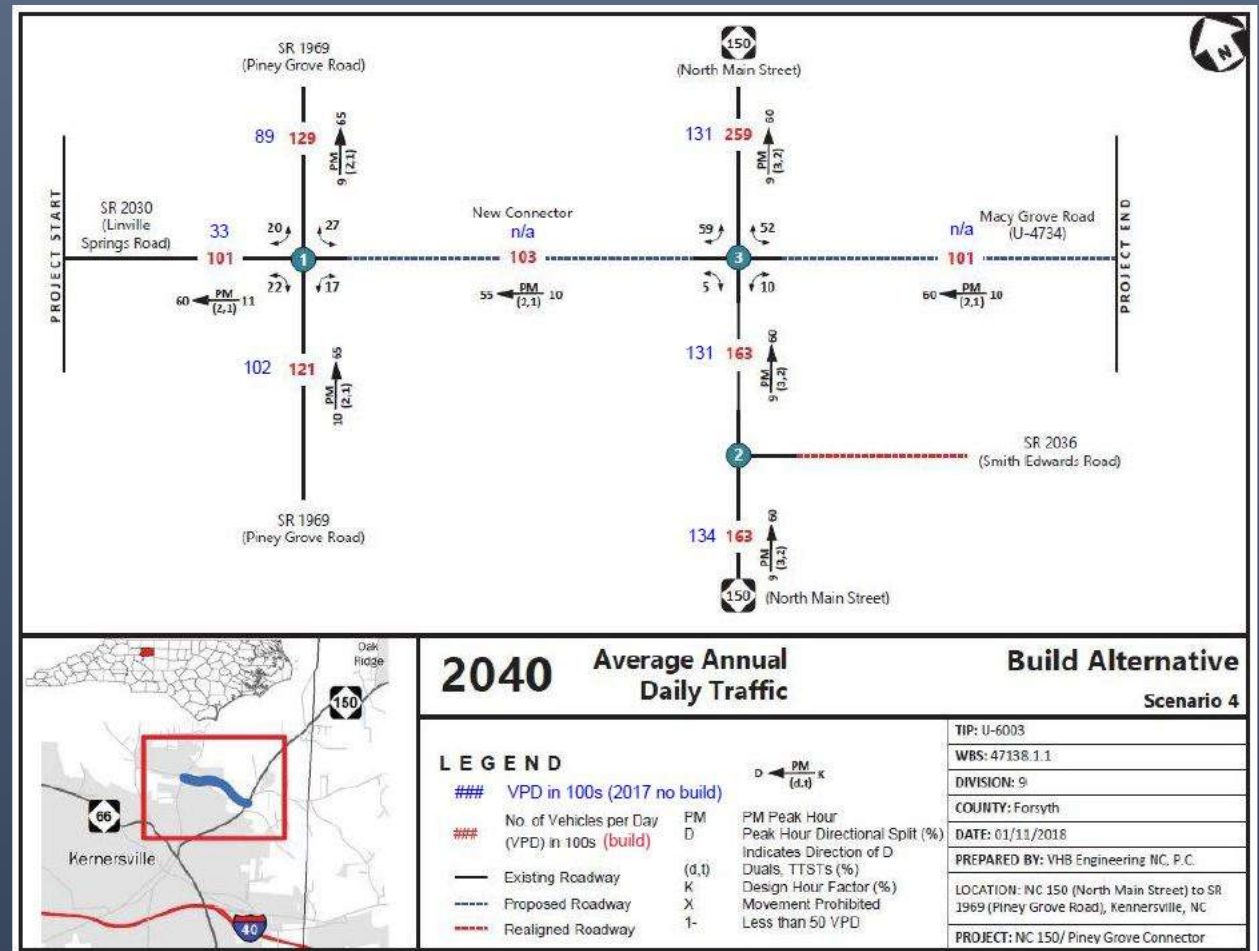 SR 1969
(Piney Grove Road)
150
(North Main Street)
N
89 129
PM
9 (2,1) 65
131 259
PM
9 (3,2) 60
PROJECT START
SR 2030
(Linville
Springs Road)
33
101
60 PM 11
(2,1)
20 27
1
22 17
New Connector
n/a
103
55 PM 10
(2,1)
59 52
3
5 10
n/a
Macy Grove Road
(U-4734)
101
60 PM 10
(2,1)
PROJECT END
102 121
PM
10 (2,1) 65
131 163
PM
9 (3,2) 60
2
SR 2036
(Smith Edwards Road)
SR 1969
(Piney Grove Road)
134 163
PM
9 (3,2) 60
150 (North Main Street)
Oak
Ridge
150
66
Kernersville
40
2040 Average Annual
Daily Traffic
Build Alternative
Scenario 4
LEGEND
### VPD in 100s (2017 no build)
### No. of Vehicles per Day
(VPD) in 100s (build)
Existing Roadway
Proposed Roadway
Realigned Roadway
D PM K
(d,t)
PM PM Peak Hour
D Peak Hour Directional Split (%)
Indicates Direction of D
(d,t) Duals, TTSTs (%)
K Design Hour Factor (%)
X Movement Prohibited
1- Less than 50 VPD
TIP: U-6003
WBS: 47138.1.1
DIVISION: 9
COUNTY: Forsyth
DATE: 01/11/2018
PREPARED BY: VHB Engineering NC, P.C.
LOCATION: NC 150 (North Main Street) to SR
1969 (Piney Grove Road), Kennersville, NC
PROJECT: NC 150/ Piney Grove Connector